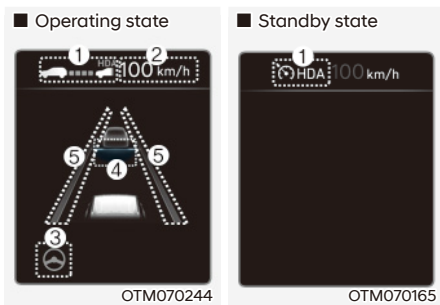 ■ Operating state
① ②
HDA 100 km/h
⑤ ⑤
④
③
OTM070244
■ Standby state
①
HDA 100 km/h
OTM070165